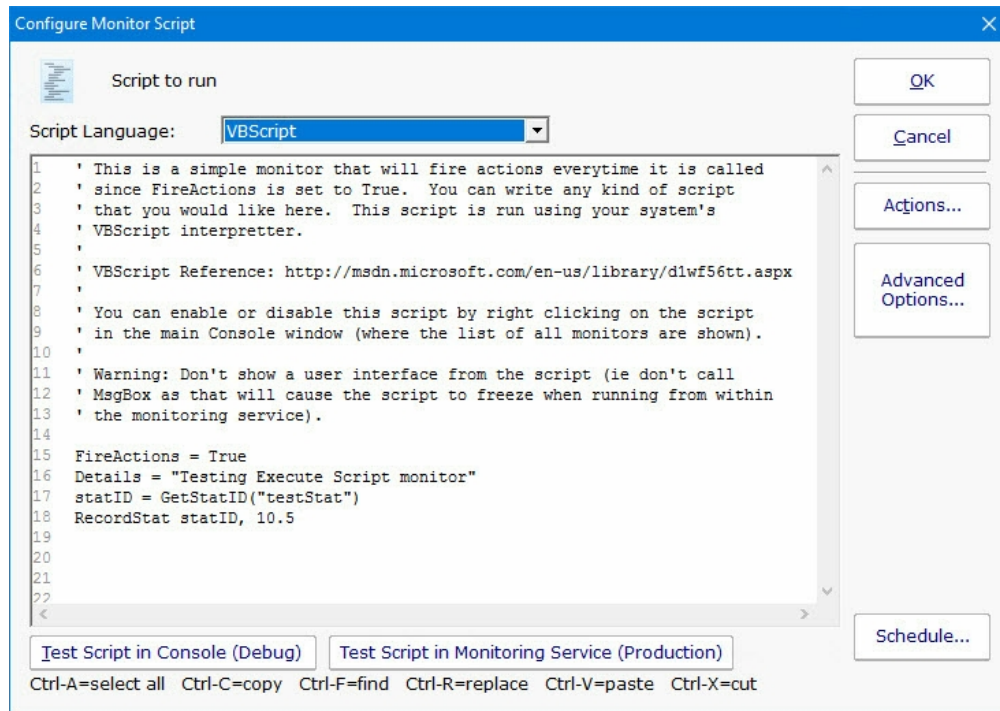 Configure Monitor Script
Script to run
Script Language:
VBScript
1 ' This is a simple monitor that will fire actions everytime it is called
2 ' since FireActions is set to True.  You can write any kind of script
3 ' that you would like here.  This script is run using your system's
4 ' VBScript interpretter.
5 '
6 ' VBScript Reference: http://msdn.microsoft.com/en-us/library/d1wf56tt.aspx
7 '
8 ' You can enable or disable this script by right clicking on the script
9 ' in the main Console window (where the list of all monitors are shown).
10 '
11 ' Warning: Don't show a user interface from the script (ie don't call
12 ' MsgBox as that will cause the script to freeze when running from within
13 ' the monitoring service).
14
15 FireActions = True
16 Details = "Testing Execute Script monitor"
17 statID = GetStatID("testStat")
18 RecordStat statID, 10.5
19
20
21
22
Test Script in Console (Debug)
Test Script in Monitoring Service (Production)
Ctrl-A=select all  Ctrl-C=copy  Ctrl-F=find  Ctrl-R=replace  Ctrl-V=paste  Ctrl-X=cut
OK
Cancel
Actions...
Advanced
Options...
Schedule...